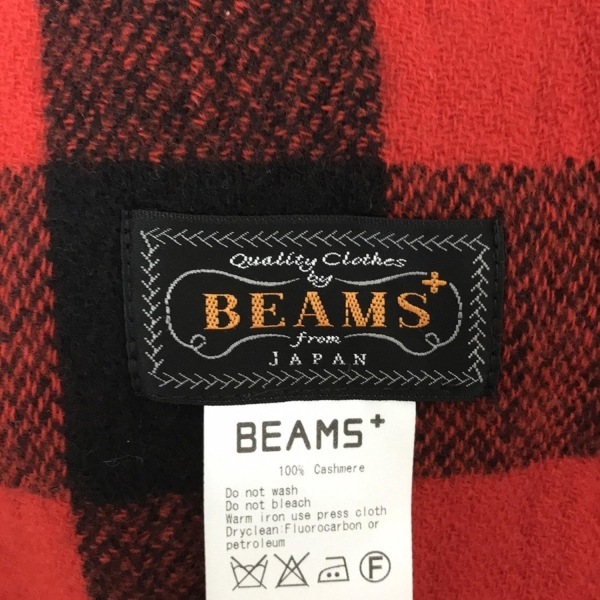 Quality Clothes
by
BEAMS+
from
JAPAN
BEAMS+
100% Cashmere
Do not wash
Do not bleach
Warm iron use press cloth
Dryclean:Fluorocarbon or
petroleum
F